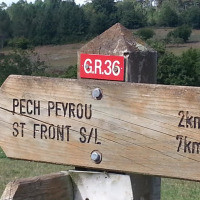 G.R.36
PECH PEYROU 2km
ST FRONT S/L 7km